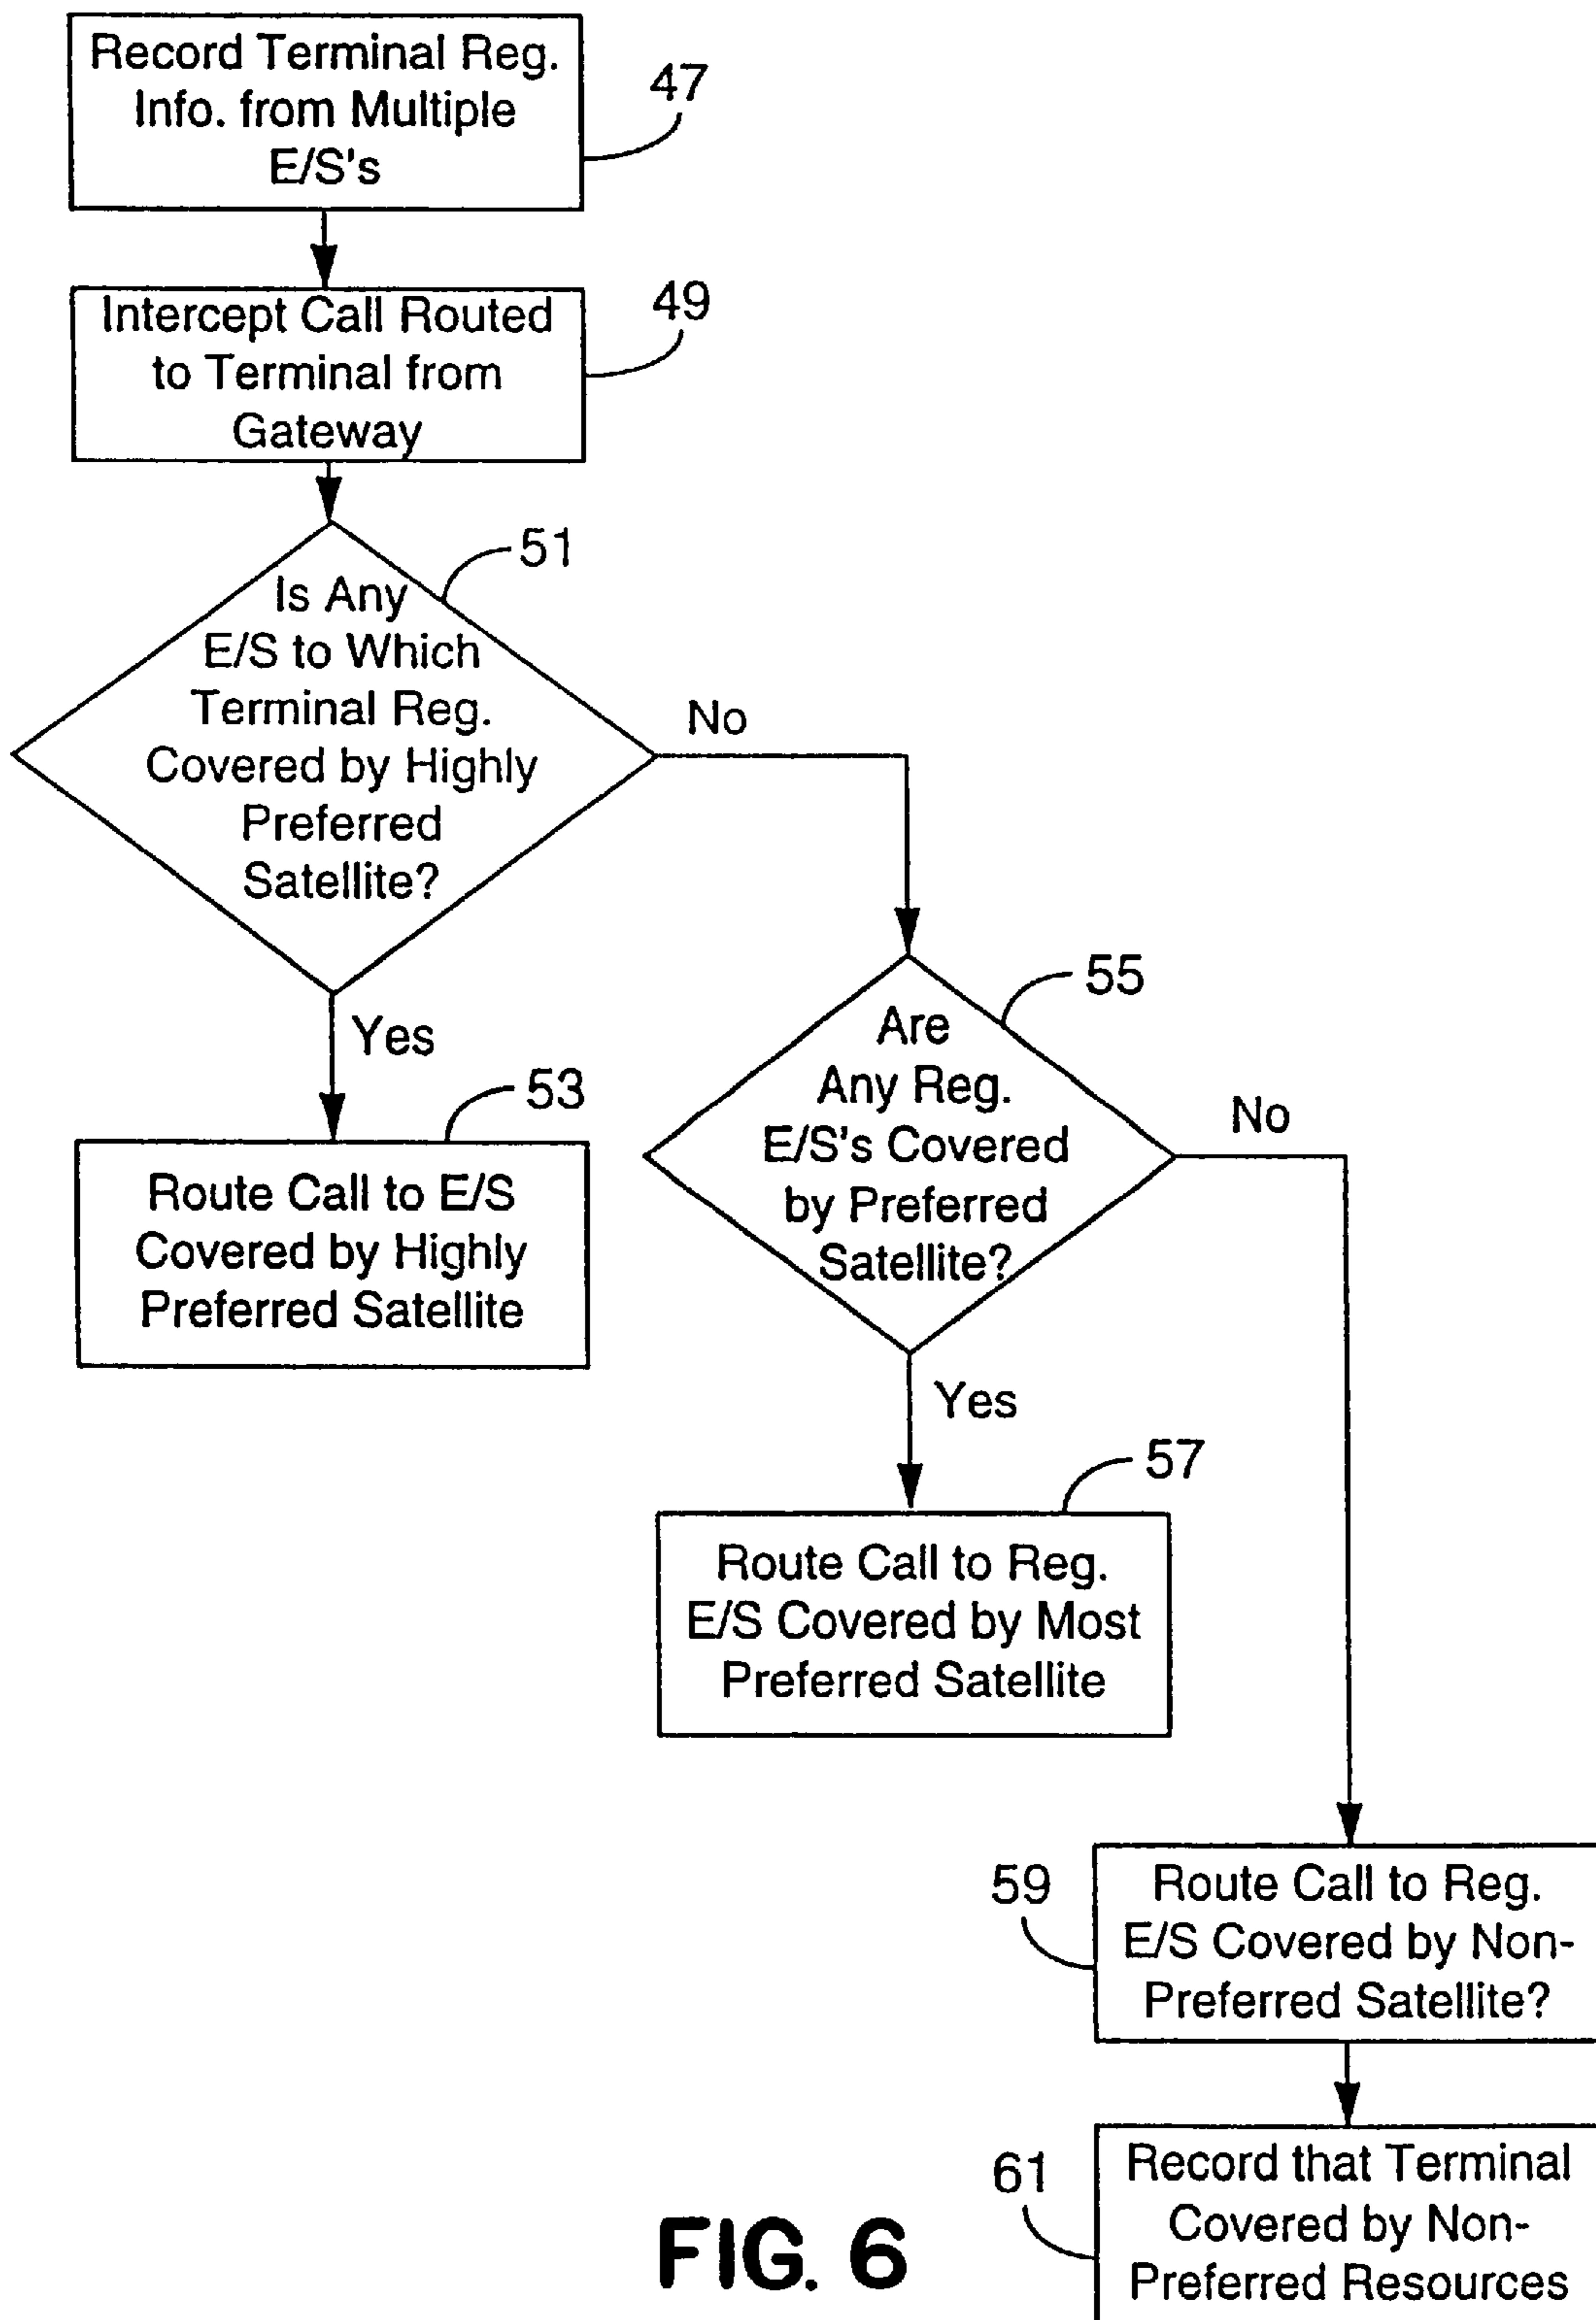 Record Terminal Reg.
Info. from Multiple
E/S's
47
Intercept Call Routed
to Terminal from
Gateway
49
Is Any
E/S to Which
Terminal Reg.
Covered by Highly
Preferred
Satellite?
51
No
Yes
Route Call to E/S
Covered by Highly
Preferred Satellite
53
Are
Any Reg.
E/S's Covered
by Preferred
Satellite?
55
No
Yes
Route Call to Reg.
E/S Covered by Most
Preferred Satellite
57
59
Route Call to Reg.
E/S Covered by Non-
Preferred Satellite?
61
Record that Terminal
Covered by Non-
Preferred Resources
FIG. 6